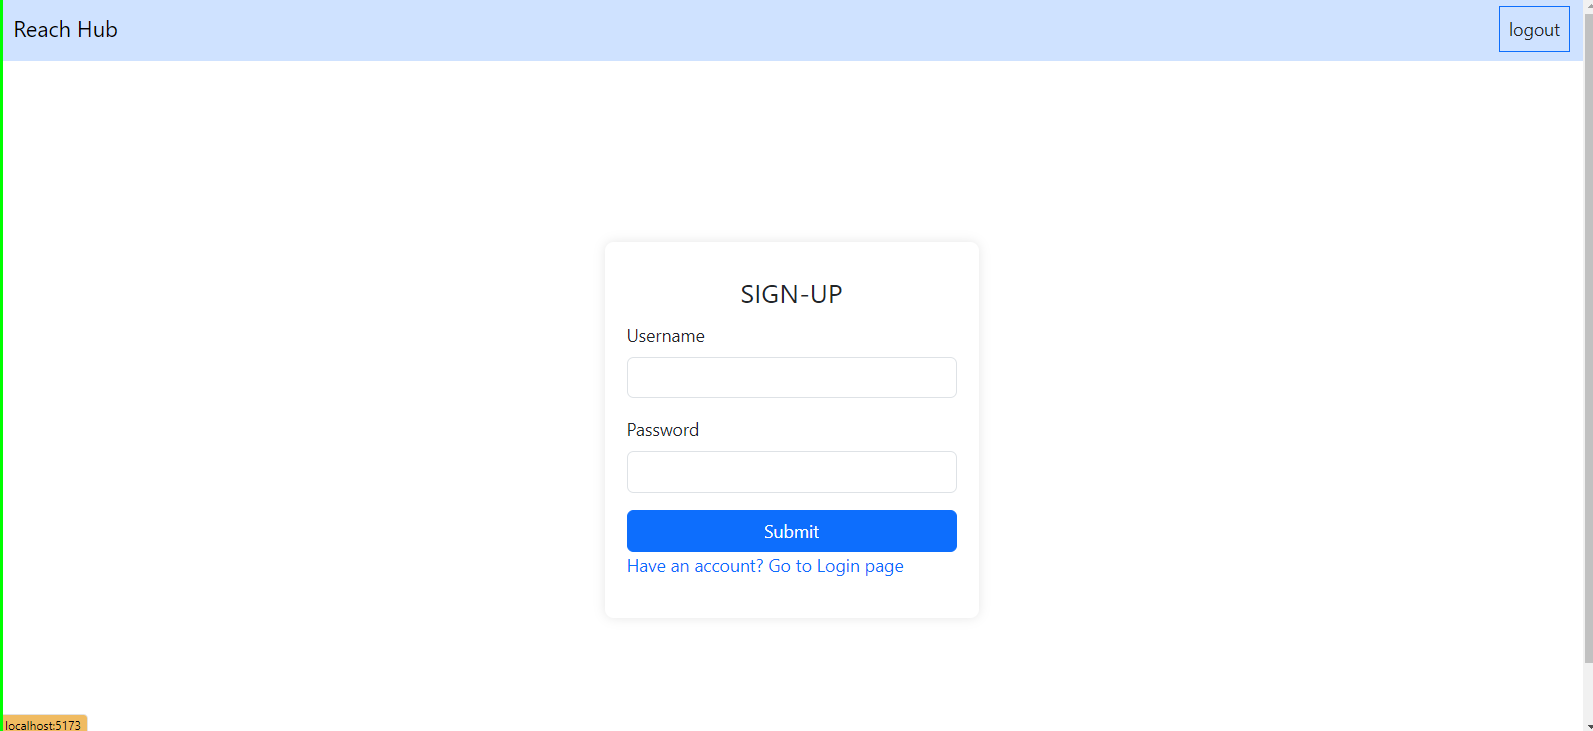 Reach Hub
logout
SIGN-UP
Username
Password
Submit
Have an account? Go to Login page
localhost:5173